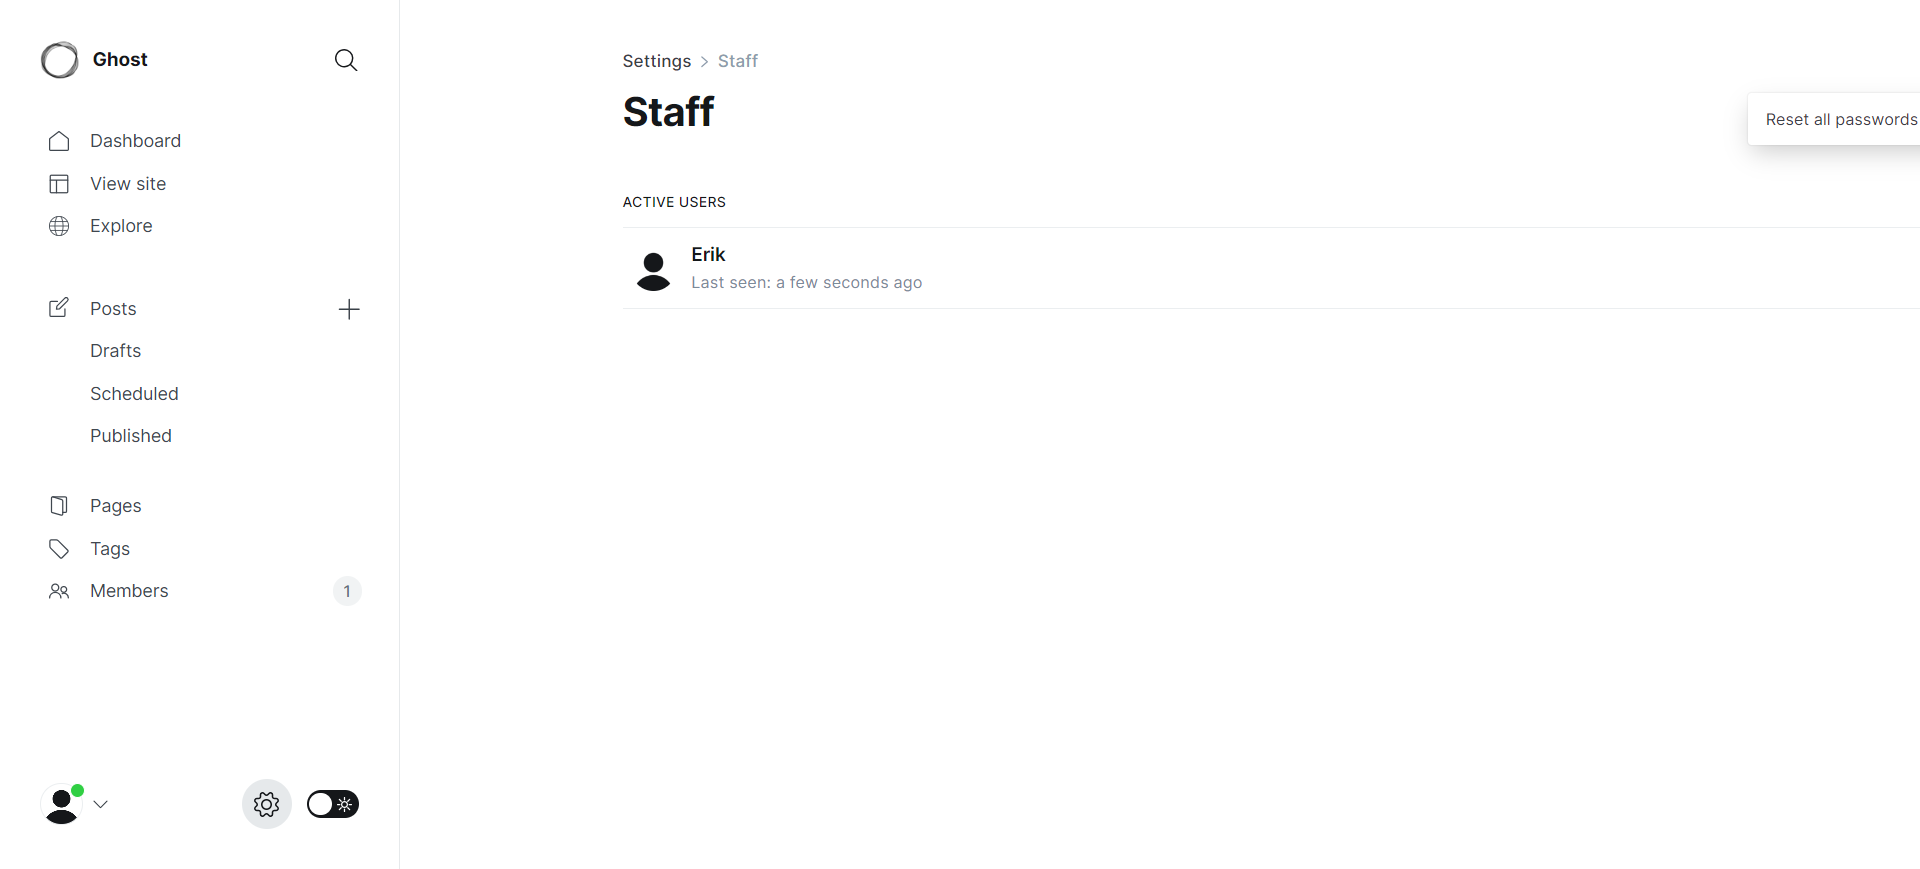 Ghost
Dashboard
View site
Explore
Posts
Drafts
Scheduled
Published
Pages
Tags
Members
1
Settings > Staff
Staff
Reset all passwords
ACTIVE USERS
Erik
Last seen: a few seconds ago